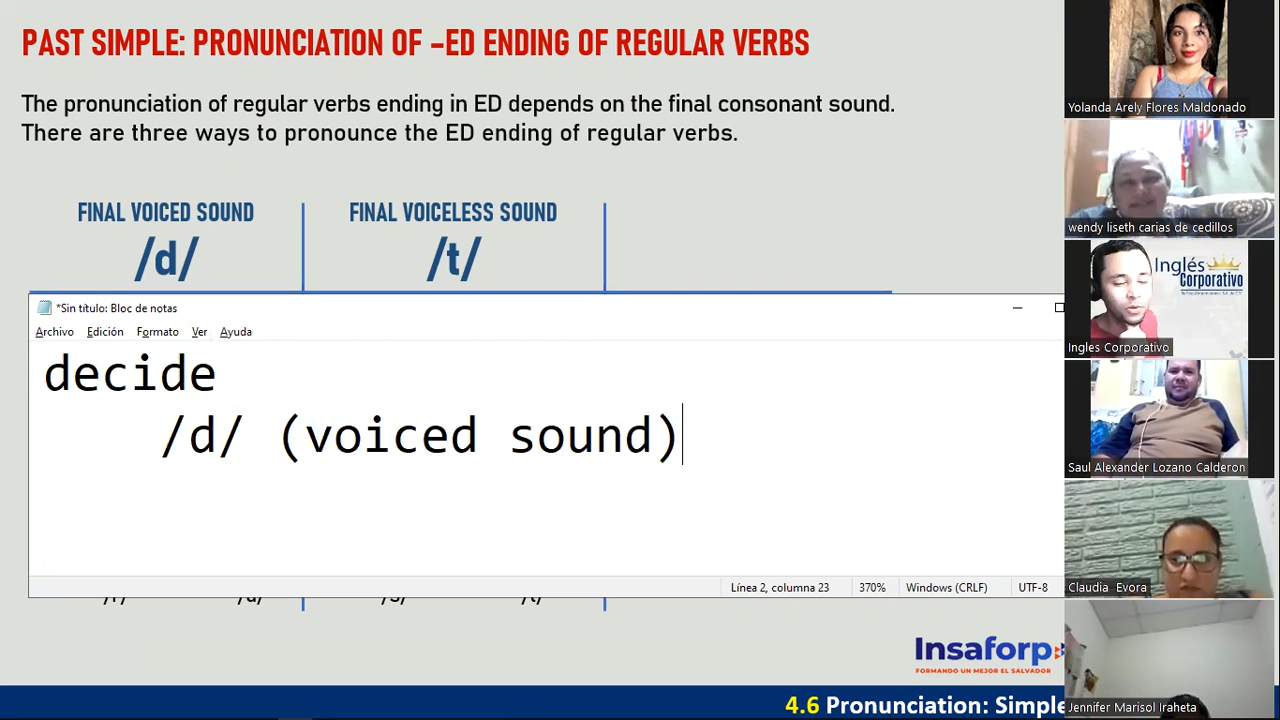 PAST SIMPLE: PRONUNCIATION OF -ED ENDING OF REGULAR VERBS
The pronunciation of regular verbs ending in ED depends on the final consonant sound.
There are three ways to pronounce the ED ending of regular verbs.
FINAL VOICED SOUND
/d/
FINAL VOICELESS SOUND
/t/
*Sin título: Bloc de notas
Archivo Edición Formato Ver Ayuda
decide
/d/ (voiced sound)
Línea 2, columna 23 370% Windows (CRLF) UTF-8
Insaforp
FORMANDO UN MEJOR EL SALVADOR
4.6 Pronunciation: Simple
Yolanda Arely Flores Maldonado
wendy liseth carias de cedillos
Inglés
Corporativo
Ingles Corporativo
Saul Alexander Lozano Calderon
Claudia Evora
Jennifer Marisol Iraheta